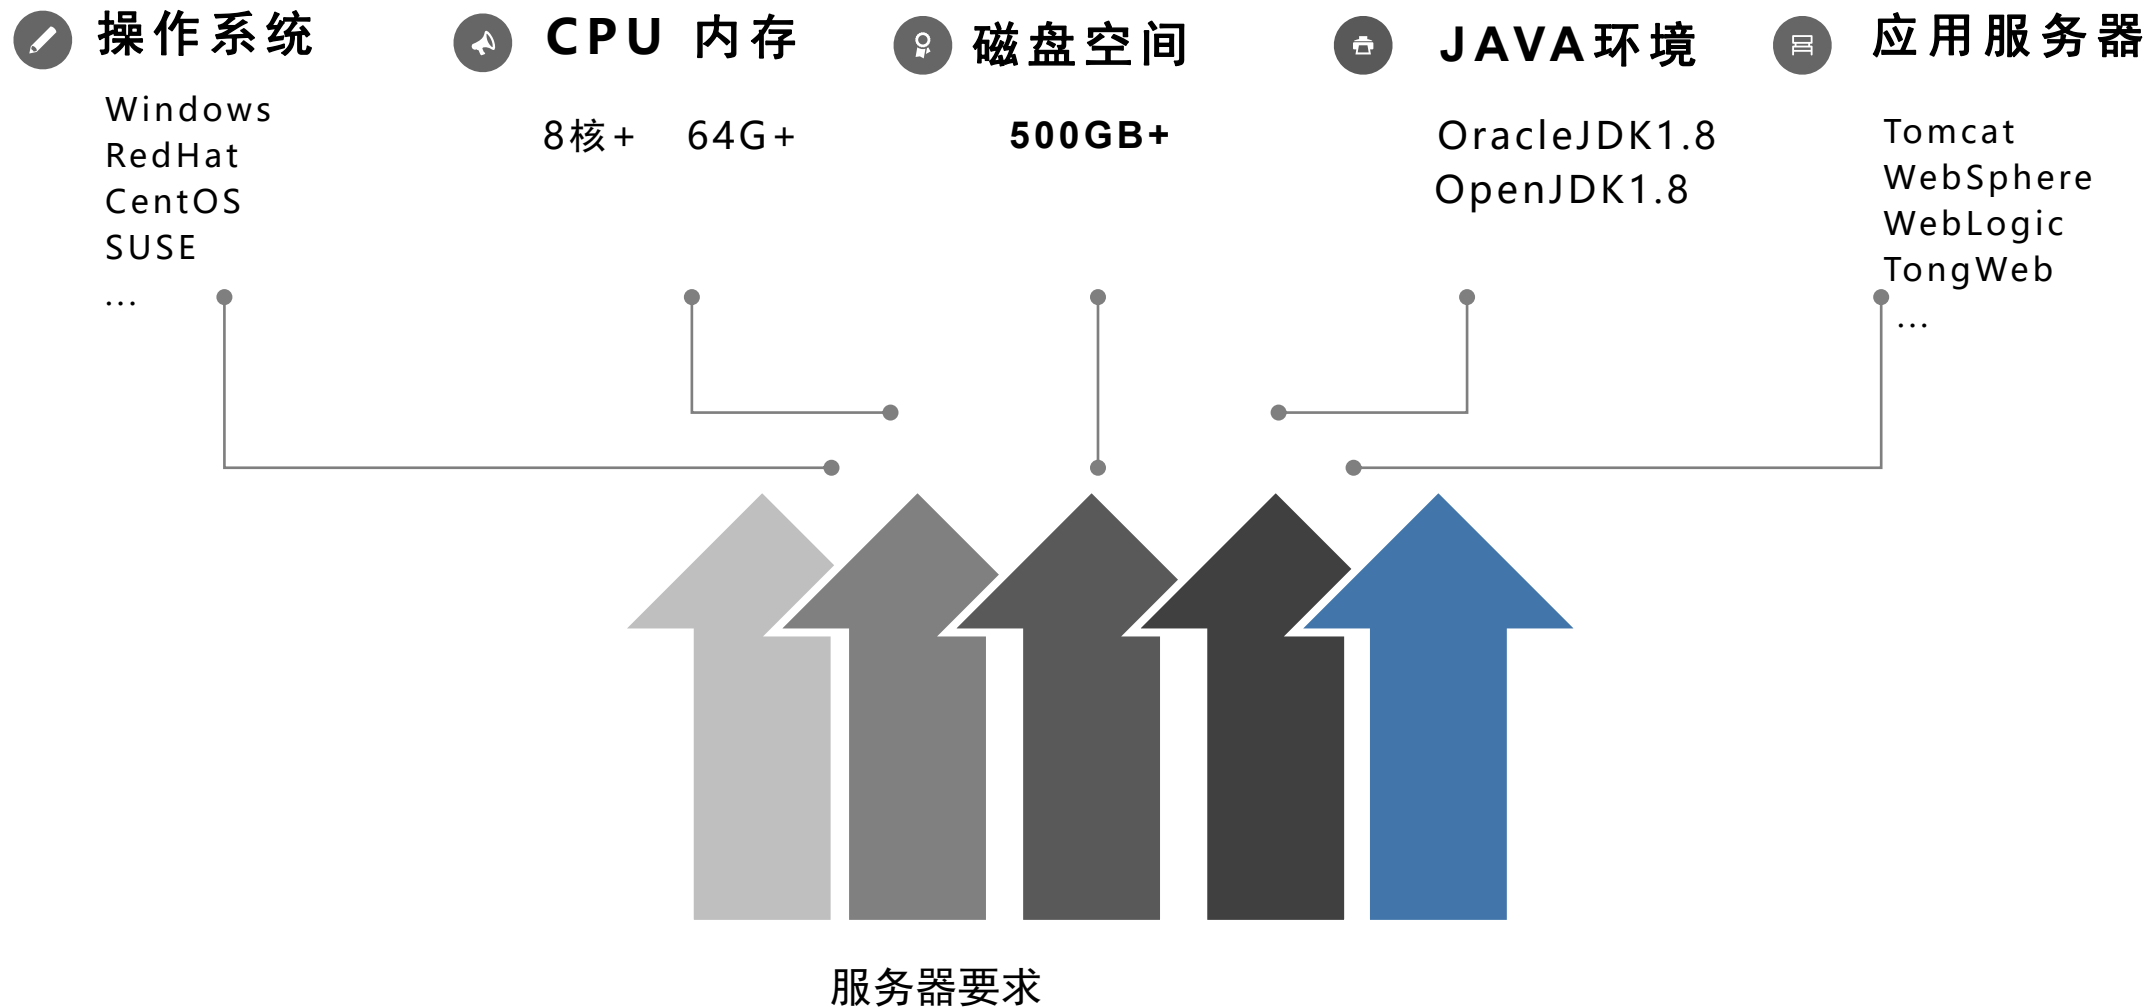 操作系统
Windows
RedHat
CentOS
SUSE
...
CPU 内存
8核+ 64G+
磁盘空间
500GB+
JAVA环境
OracleJDK1.8
OpenJDK1.8
应用服务器
Tomcat
WebSphere
WebLogic
TongWeb
...
服务器要求